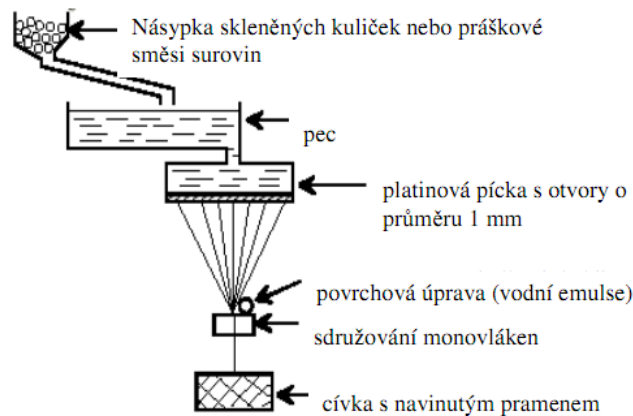 Násypka skleněných kuliček nebo práškové
směsi surovin
pec
platinová pícka s otvory o
průměru 1 mm
povrchová úprava (vodní emulse)
sdružování monovláken
cívka s navinutým pramenem